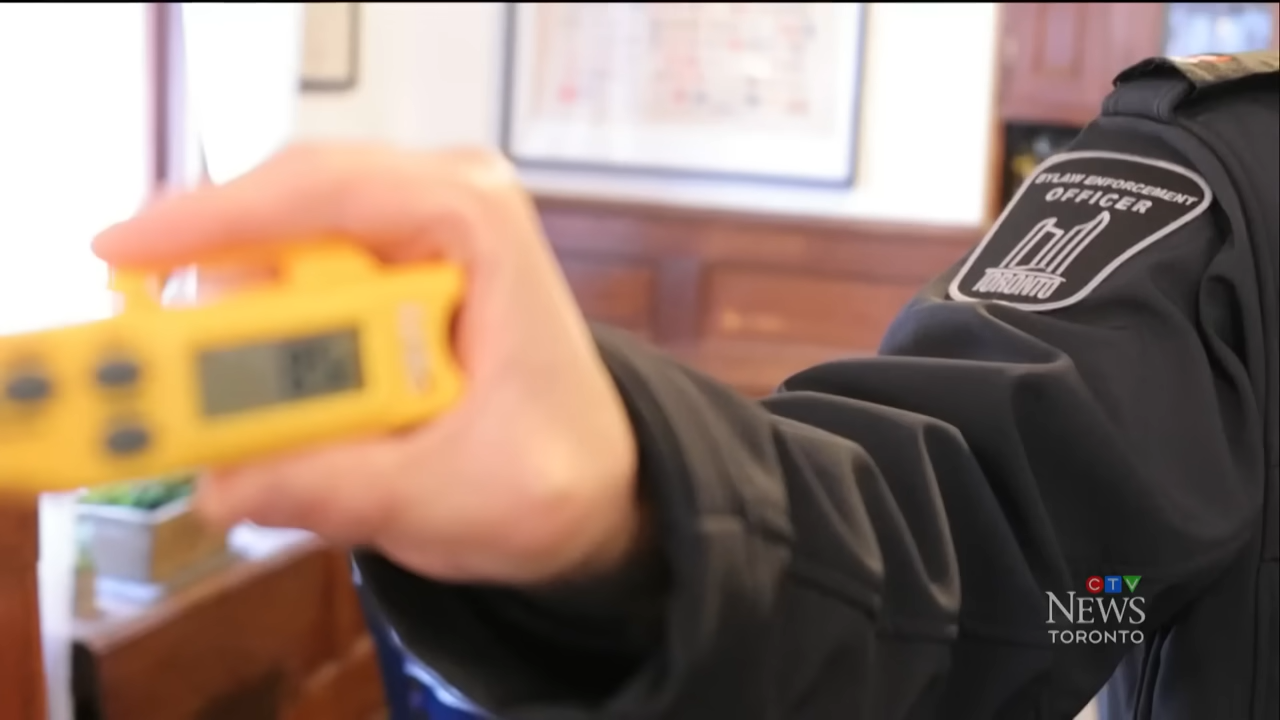 BYLAW ENFORCEMENT
OFFICER
TORONTO
CTV
NEWS
TORONTO